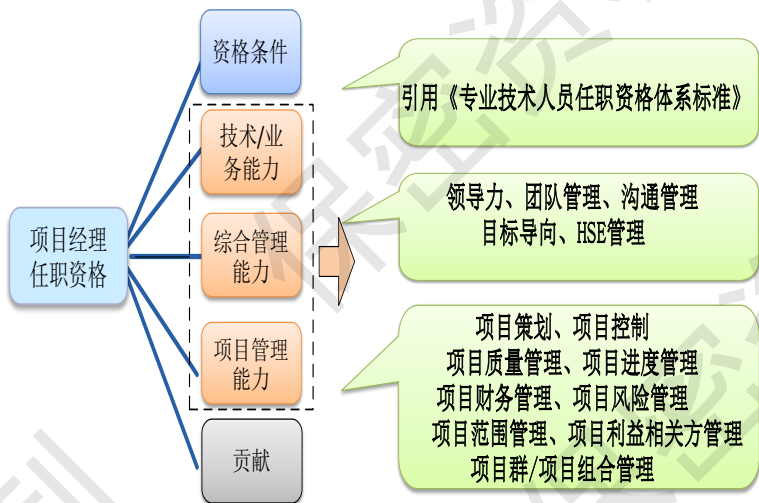 资格条件
引用《专业技术人员任职资格体系标准》
技术/业
务能力
领导力、团队管理、沟通管理
目标导向、HSE管理
项目经理
任职资格
综合管理
能力
项目策划、项目控制
项目质量管理、项目进度管理
项目财务管理、项目风险管理
项目范围管理、项目利益相关方管理
项目群/项目组合管理
项目管理
能力
贡献
保密资